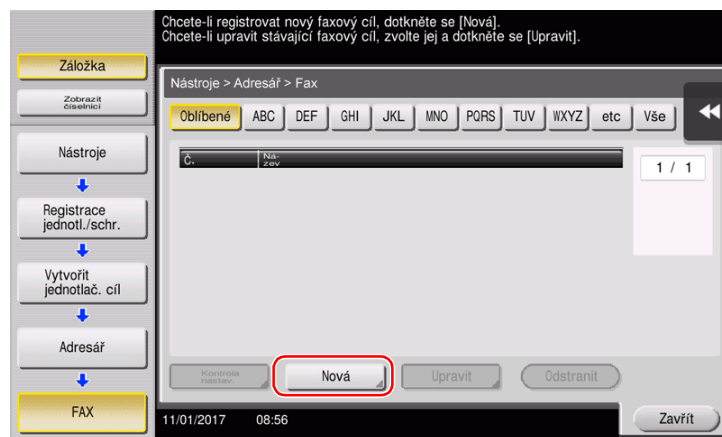 Chcete-li registrovat nový faxový cíl, dotkněte se [Nová].
Chcete-li upravit stávající faxový cíl, zvolte jej a dotkněte se [Upravit].
Záložka
Zobrazit
číselnici
Nástroje
Registrace
jednotl./schr.
Vytvořit
jednotlač. cíl
Adresář
FAX
Nástroje > Adresář > Fax
Oblíbené ABC DEF GHI JKL MNO PQRS TUV WXYZ etc Vše
Č. Ná-
zev
1 / 1
Kontrola
nastav.
Nová Upravit Odstranit
11/01/2017 08:56 Zavřít